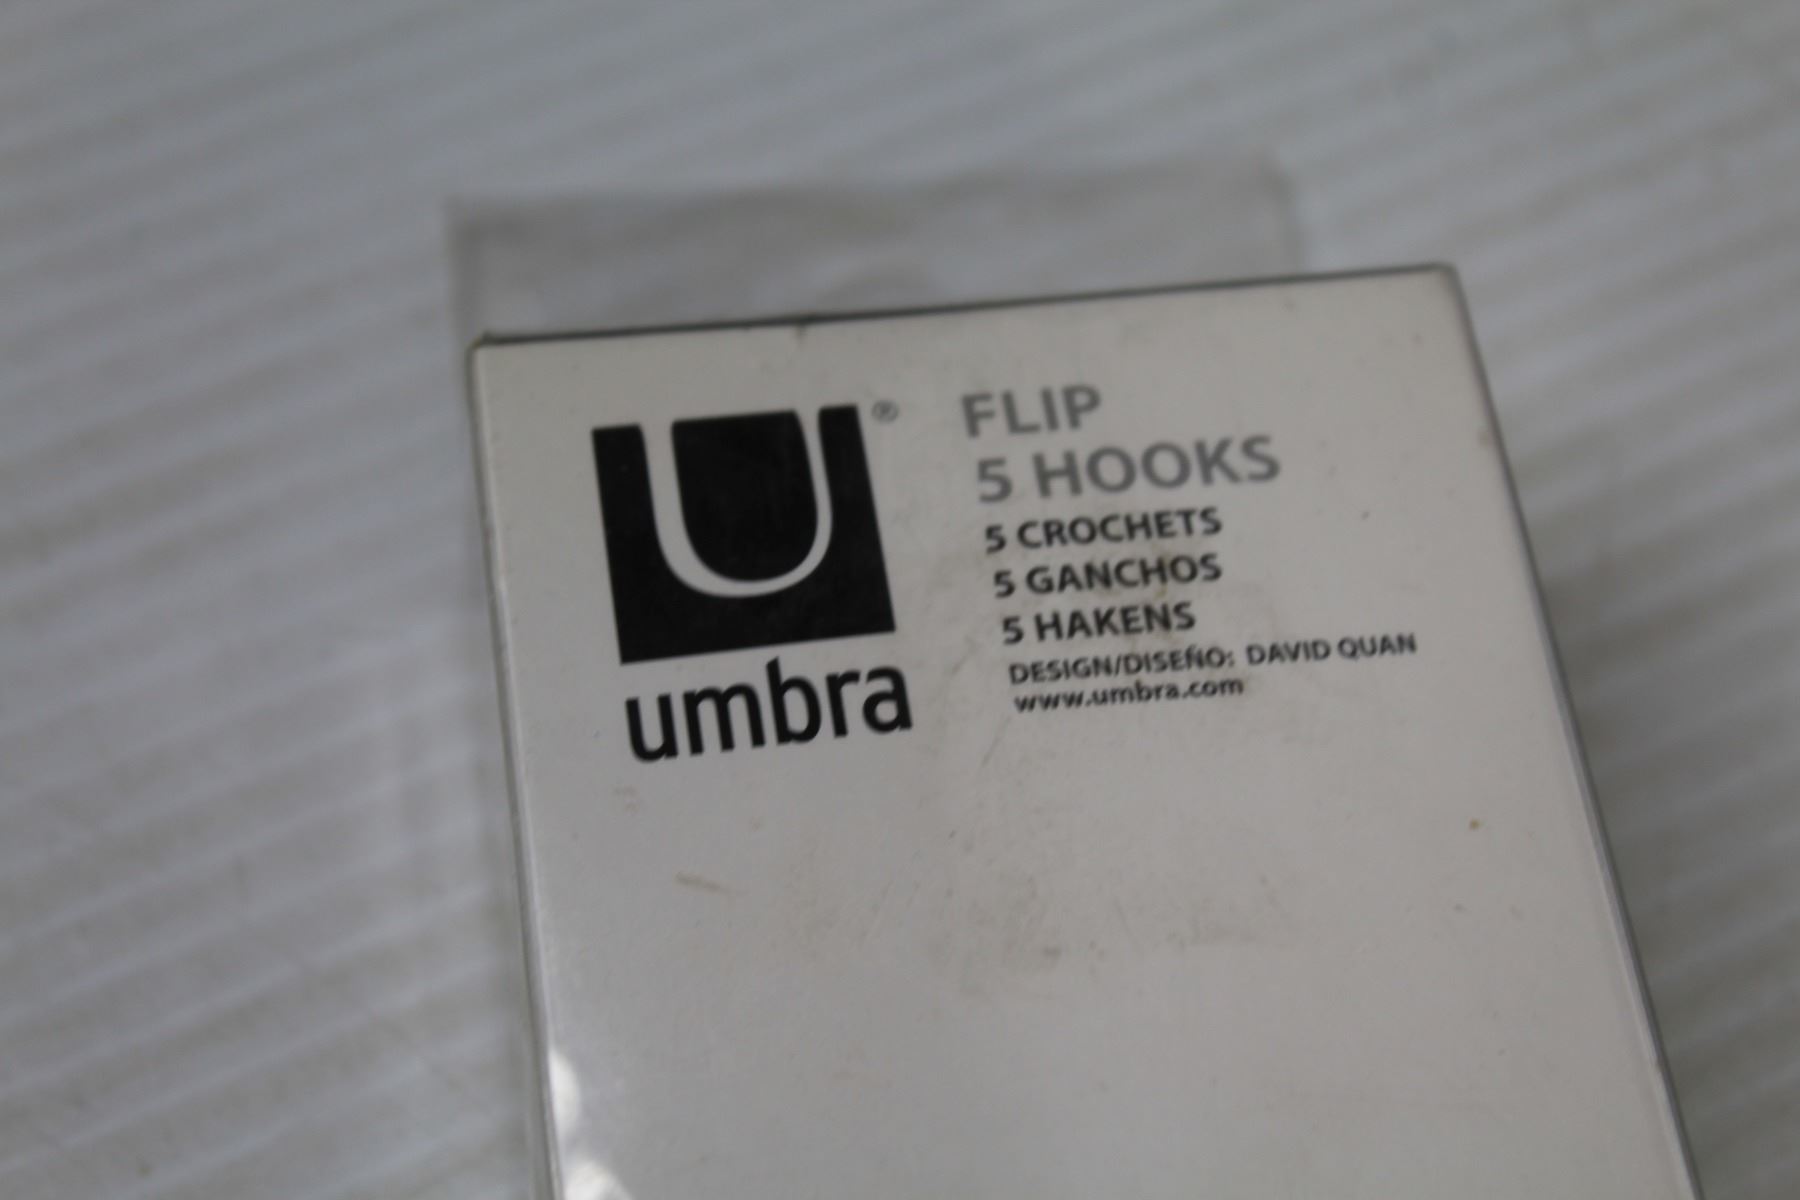 U®
umbra
FLIP
5 HOOKS
5 CROCHETS
5 GANCHOS
5 HAKENS
DESIGN/DISEÑO: DAVID QUAN
www.umbra.com